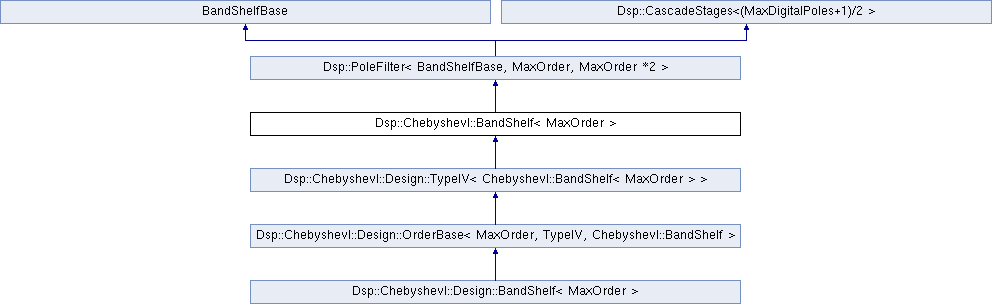 BandShelfBase
Dsp::CascadeStages<(MaxDigitalPoles+1)/2 >
Dsp::PoleFilter< BandShelfBase, MaxOrder, MaxOrder *2 >
Dsp::ChebyshevI::BandShelf< MaxOrder >
Dsp::ChebyshevI::Design::TypeIV< ChebyshevI::BandShelf< MaxOrder > >
Dsp::ChebyshevI::Design::OrderBase< MaxOrder, TypeIV, ChebyshevI::BandShelf >
Dsp::ChebyshevI::Design::BandShelf< MaxOrder >